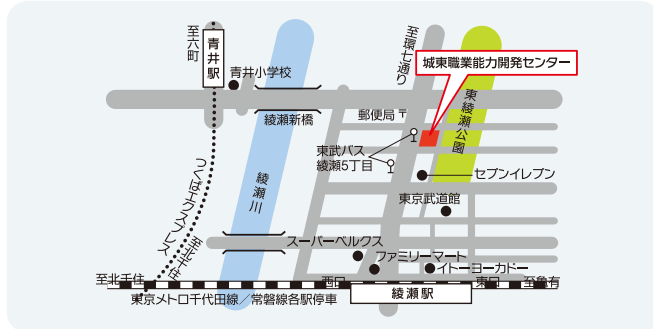 至六町
青井駅
青井小学校
至環七通り
城東職業能力開発センター
綾瀬新橋
郵便局〒
東綾瀬公園
東武バス
綾瀬5丁目
セブンイレブン
綾瀬川
東京武道館
つくばエクスプレス
至北千住
スーパーベルクス
ファミリーマート
イトーヨーカドー
至北千住
西口
東口
至亀有
東京メトロ千代田線／常磐線各駅停車
綾瀬駅